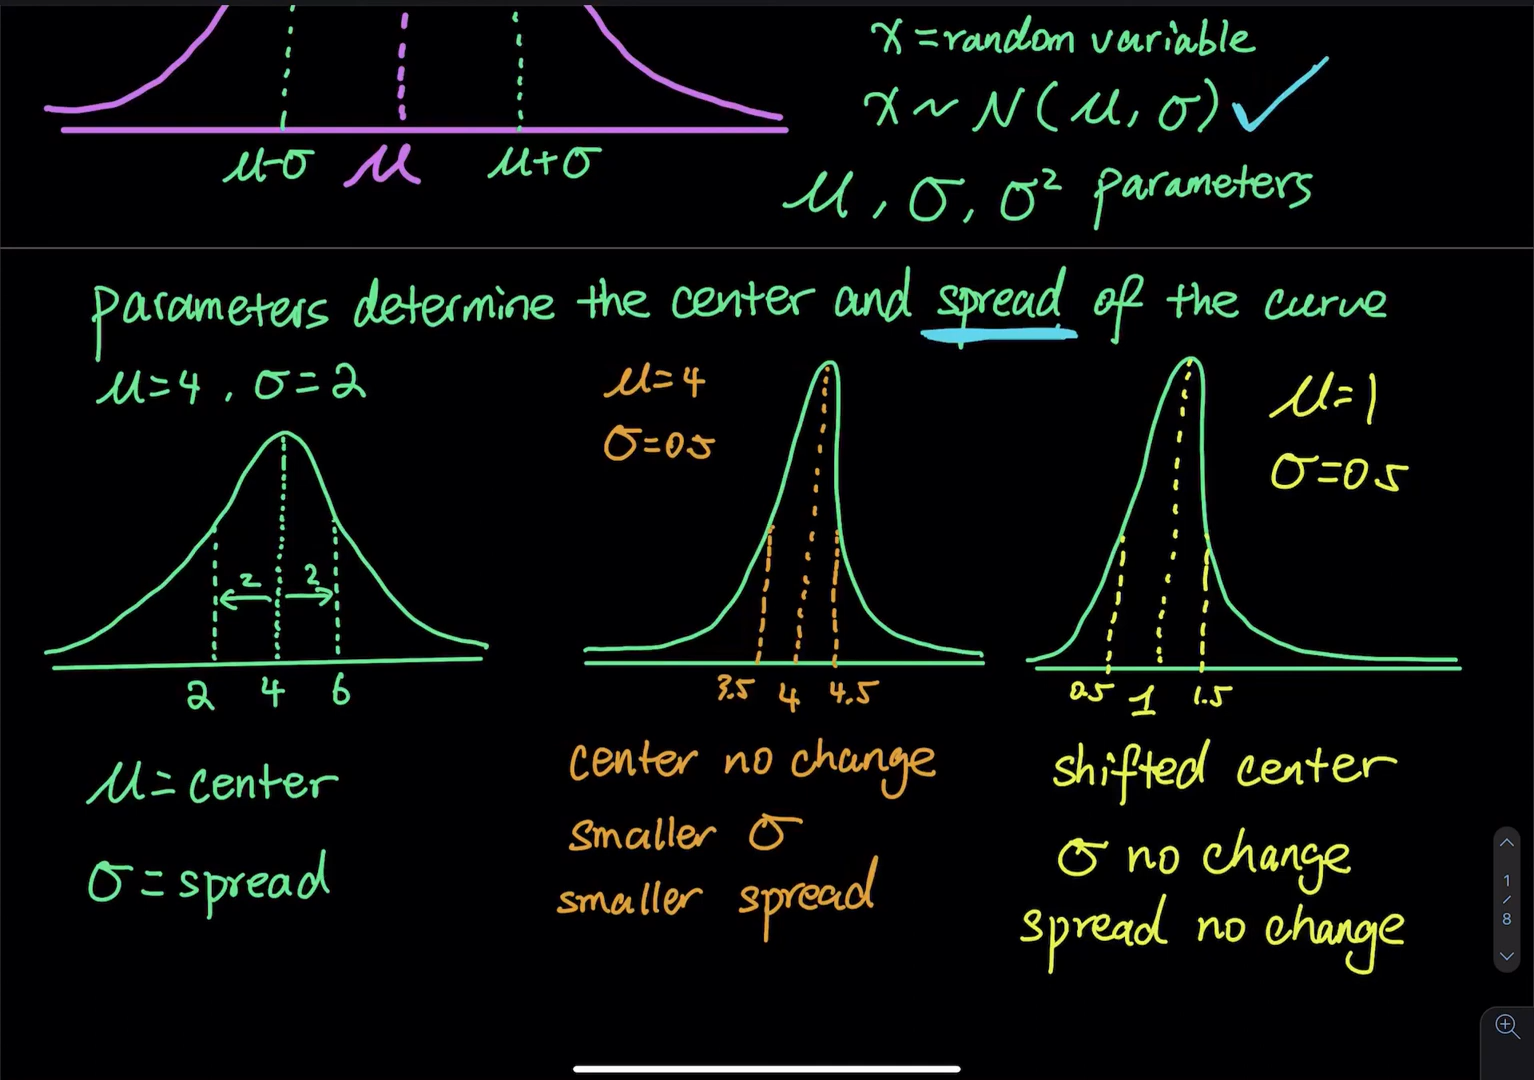 x = random variable
x ~ N(μ, σ) ✓
μ-σ μ μ+σ
μ, σ, σ² parameters
parameters determine the center and spread of the curve
μ=4, σ=2
2 2
2 4 6
μ=center
σ=spread
μ=4
σ=0.5
3.5 4 4.5
center no change
smaller σ
smaller spread
μ=1
σ=0.5
0.5 1 1.5
shifted center
σ no change
spread no change
1
/
8